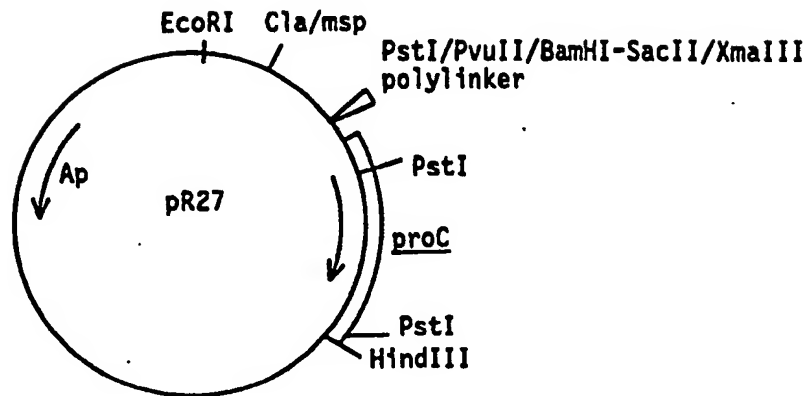 EcoRI Cla/msp
PstI/PvuII/BamHI-SacII/XmaIII
polylinker
PstI
Ap
pR27
proC
PstI
HindIII